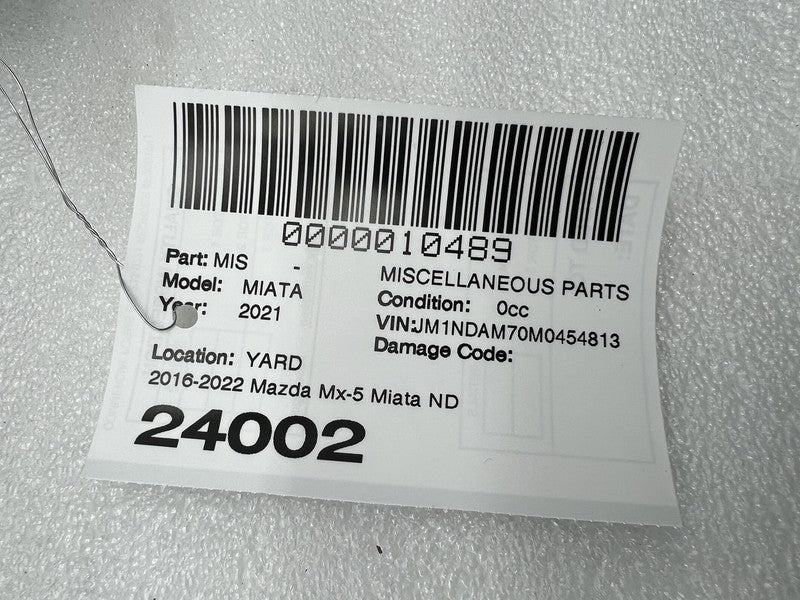 0000010489
Part: MIS -
MISCELLANEOUS PARTS
Model: MIATA
Condition: 0cc
Year: 2021
VIN:JM1NDAM70M0454813
Damage Code:
Location: YARD
2016-2022 Mazda Mx-5 Miata ND
24002